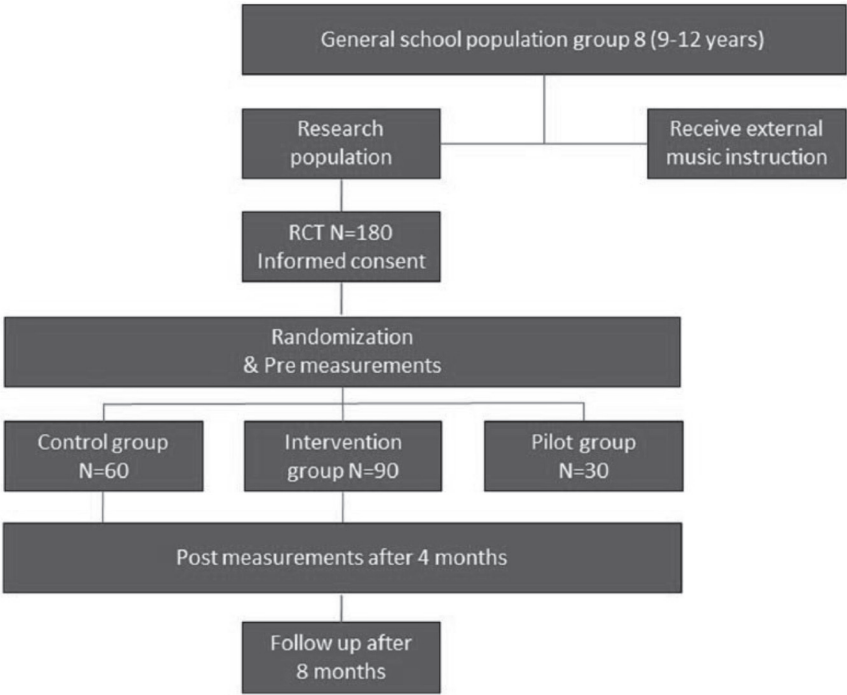 General school population group 8 (9-12 years)
Research
population
Receive external
music instruction
RCT N=180
Informed consent
Randomization
& Pre measurements
Control group
N=60
Intervention
group N=90
Pilot group
N=30
Post measurements after 4 months
Follow up after
8 months